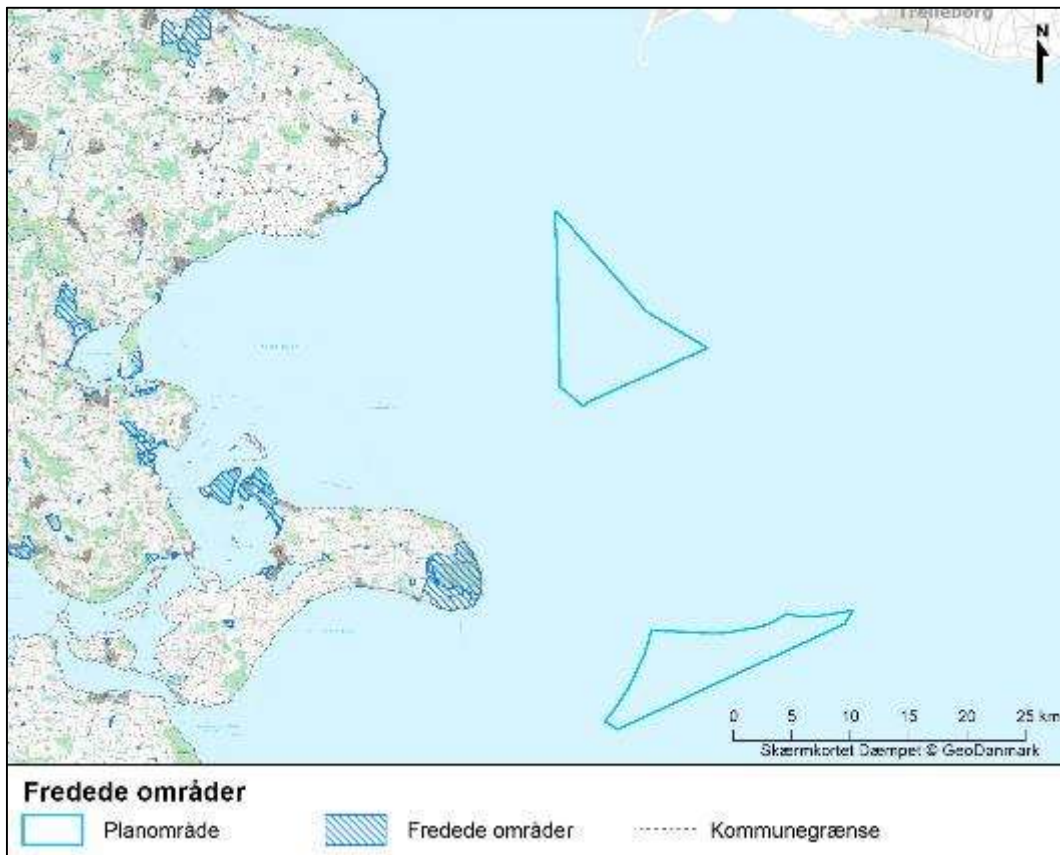 Trelleborg
N
0 5 10 15 20 25 km
Skærmkortet Dæmpet © GeoDanmark
Fredede områder
Planområde
Fredede områder
Kommunegrænse